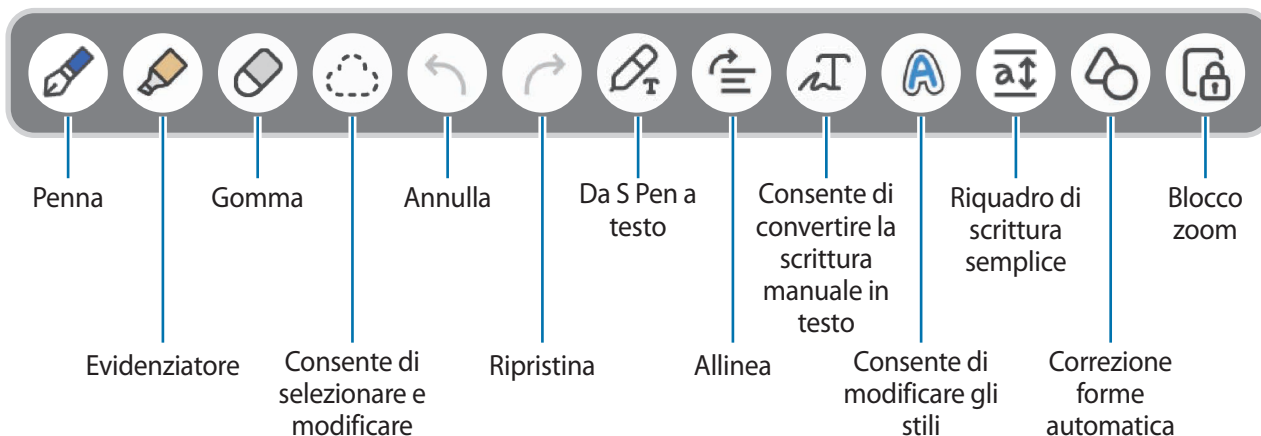 Penna
Gomma
Annulla
Da S Pen a
testo
Consente di
convertire la
scrittura
manuale in
testo
Riquadro di
scrittura
semplice
Blocco
zoom
Evidenziatore
Consente di
selezionare e
modificare
Ripristina
Allinea
Consente di
modificare gli
stili
Correzione
forme
automatica